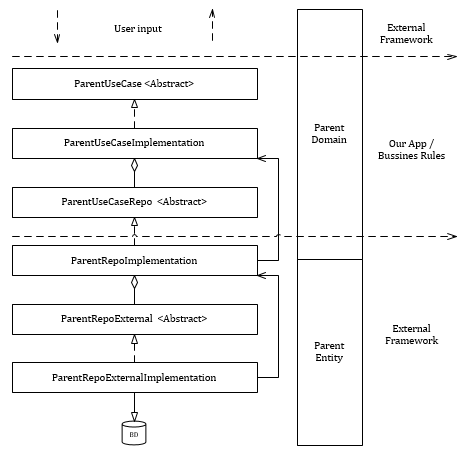 User input
External
Framework
ParentUseCase <Abstract>
ParentUseCaseImplementation
Parent
Domain
Our App /
Bussines Rules
ParentUseCaseRepo <Abstract>
ParentRepoImplementation
ParentRepoExternal <Abstract>
External
Framework
Parent
Entity
ParentRepoExternalImplementation
BD